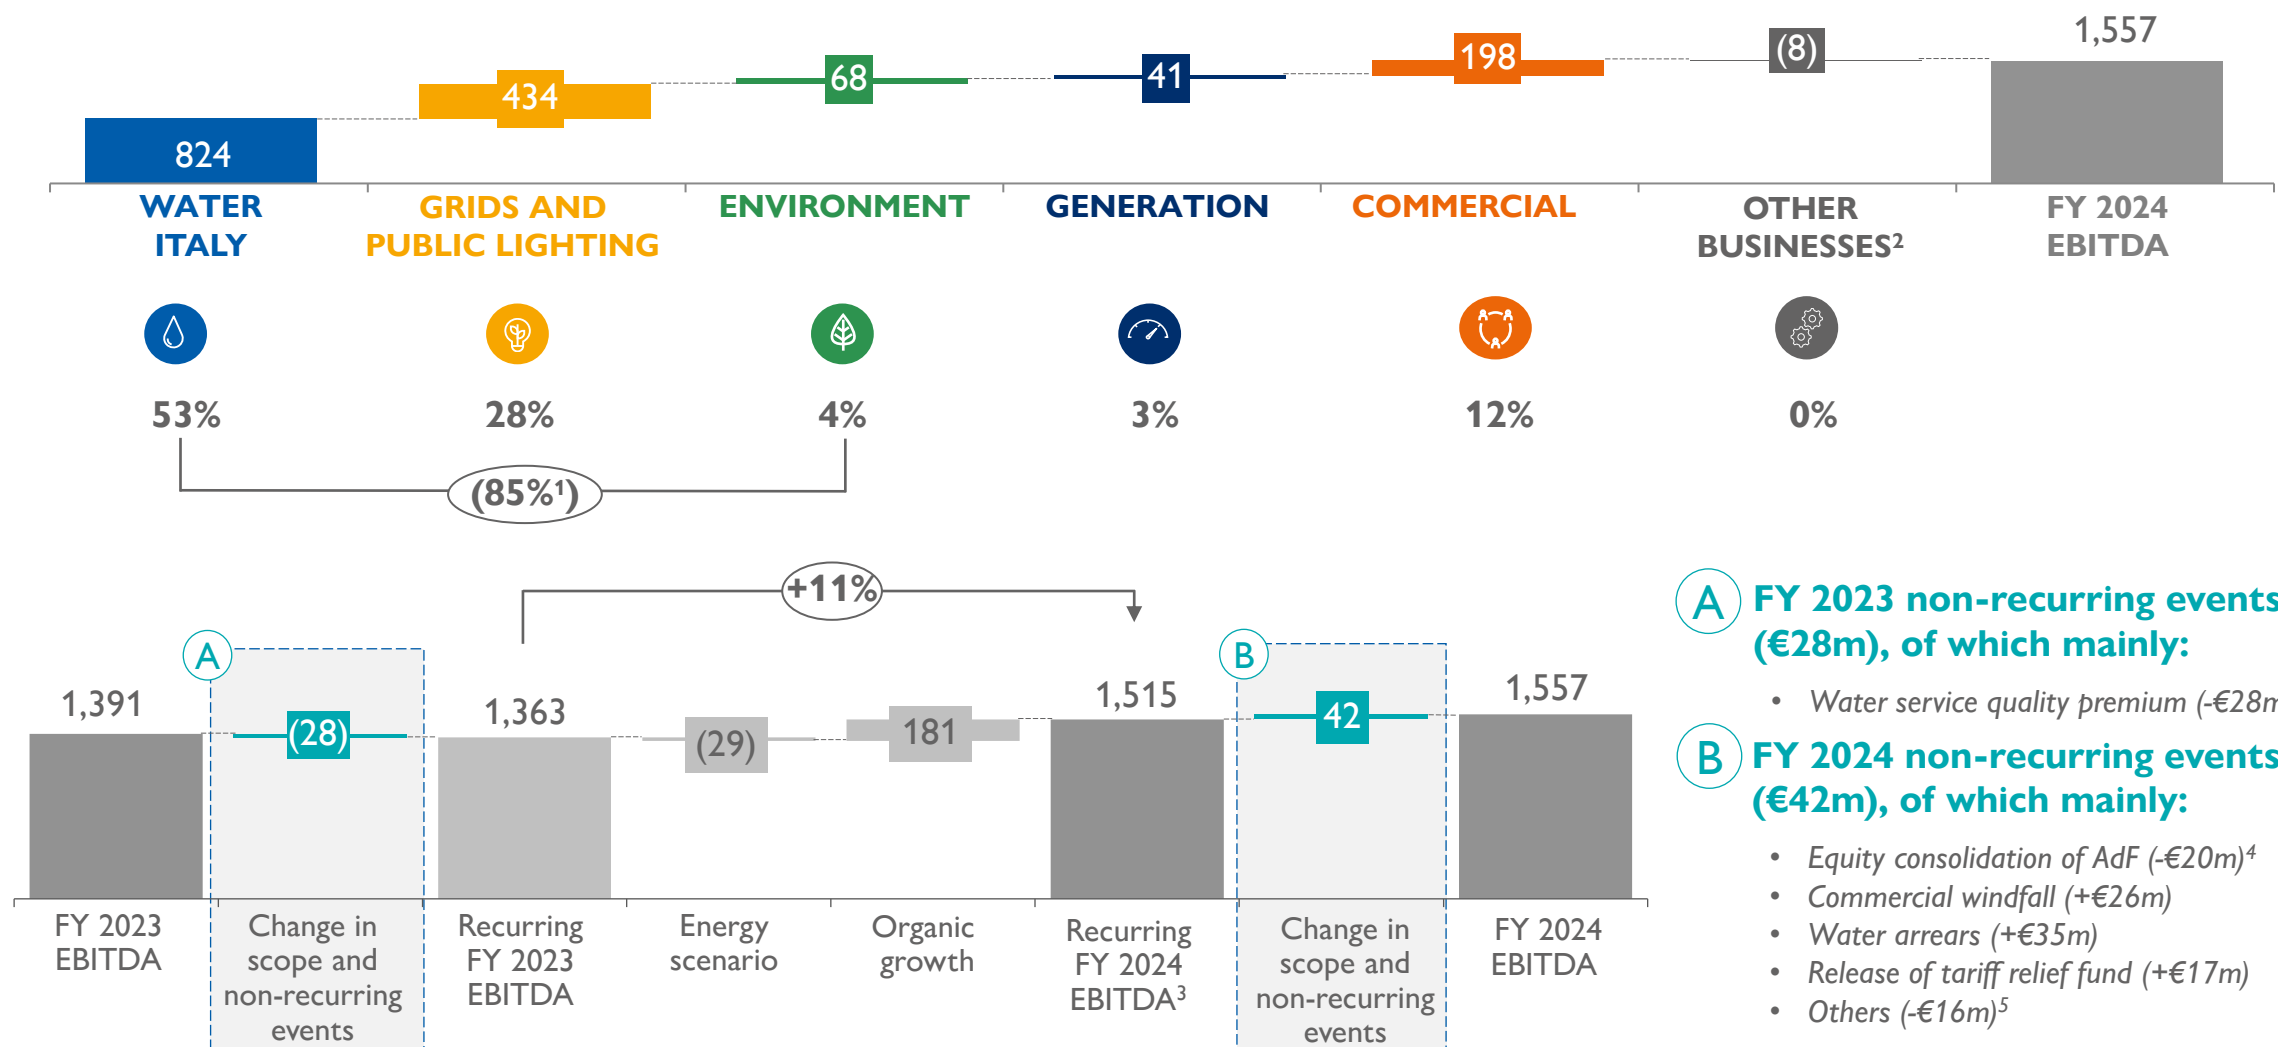 824
434
68
41
198
(8)
1,557
WATER
ITALY
GRIDS AND
PUBLIC LIGHTING
ENVIRONMENT
GENERATION
COMMERCIAL
OTHER
BUSINESSES²
FY 2024
EBITDA
53%
28%
4%
3%
12%
0%
(85%¹)
+11%
A
1,391
(28)
1,363
(29)
181
1,515
B
42
1,557
FY 2023
EBITDA
Change in
scope and
non-recurring
events
Recurring
FY 2023
EBITDA
Energy
scenario
Organic
growth
Recurring
FY 2024
EBITDA³
Change in
scope and
non-recurring
events
FY 2024
EBITDA
A FY 2023 non-recurring events
(€28m), of which mainly:
• Water service quality premium (-€28m
B FY 2024 non-recurring events
(€42m), of which mainly:
• Equity consolidation of AdF (-€20m)⁴
• Commercial windfall (+€26m)
• Water arrears (+€35m)
• Release of tariff relief fund (+€17m)
• Others (-€16m)⁵